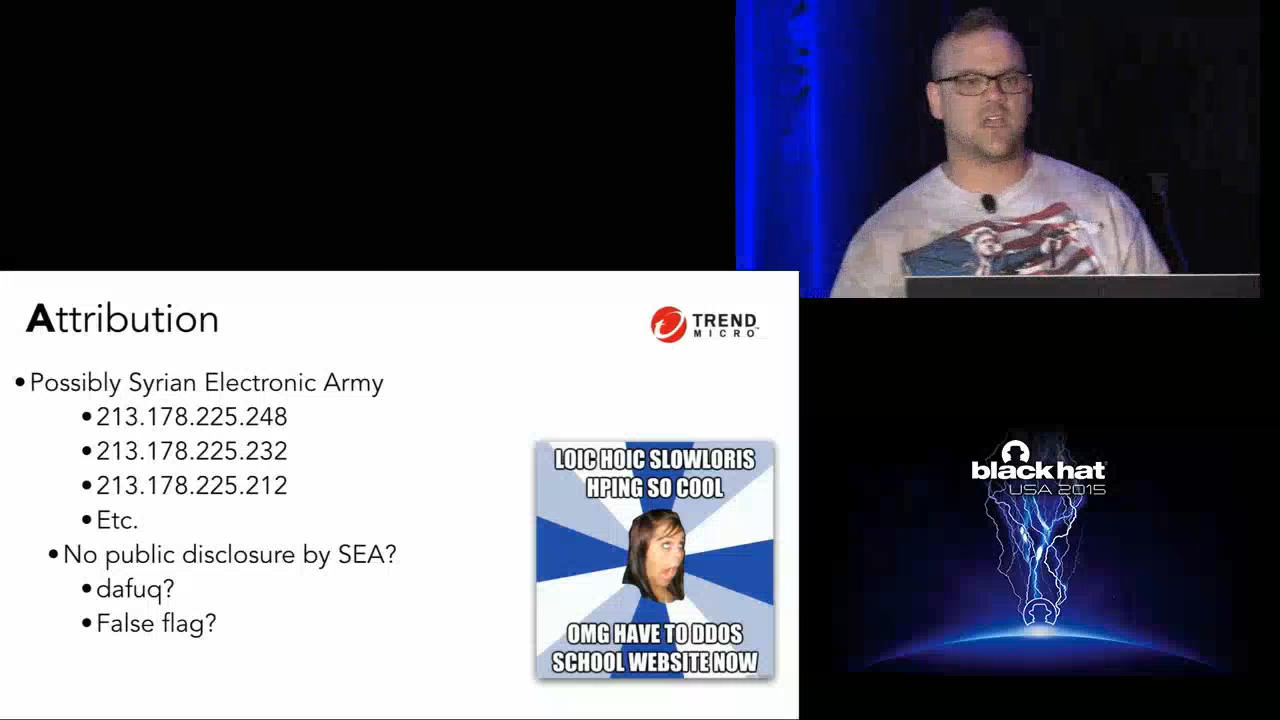 Attribution
TREND
MICRO
•Possibly Syrian Electronic Army
•213.178.225.248
•213.178.225.232
•213.178.225.212
•Etc.
•No public disclosure by SEA?
•dafuq?
•False flag?
LOIC HOIC SLOWLORIS
HPING SO COOL
OMG HAVE TO DDOS
SCHOOL WEBSITE NOW
black hat
USA 2015